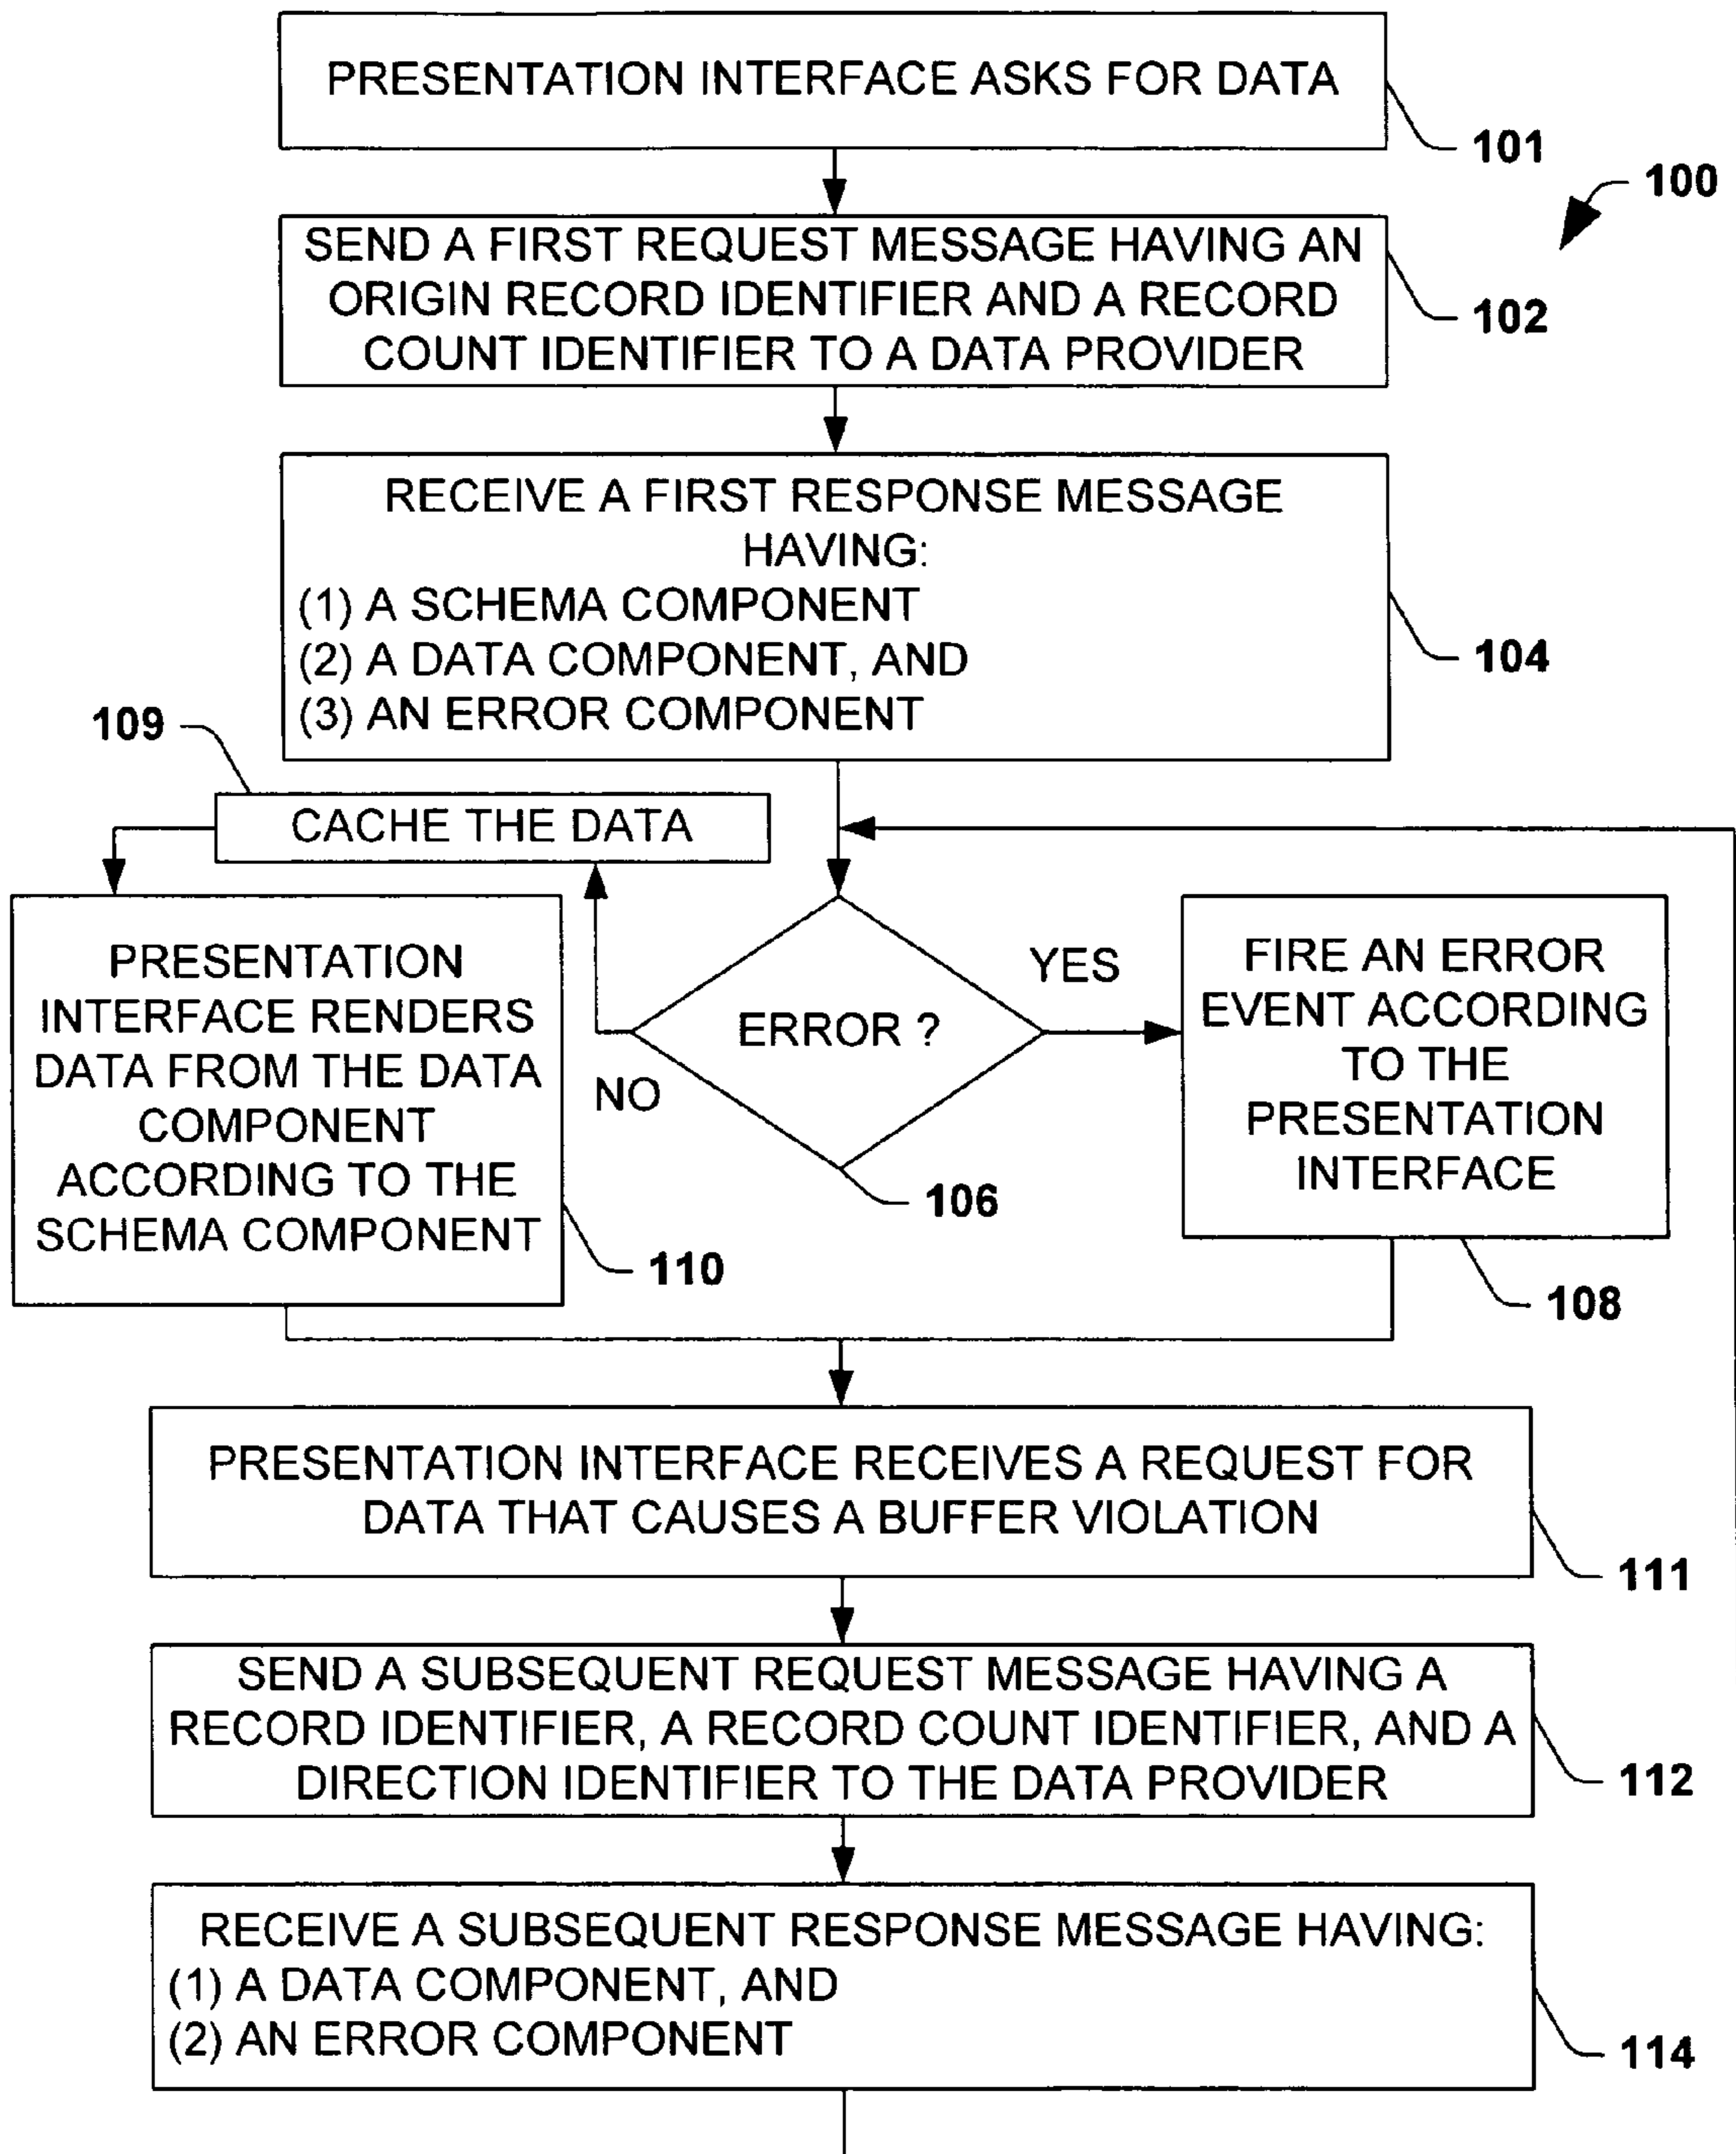 PRESENTATION INTERFACE ASKS FOR DATA
101
100
SEND A FIRST REQUEST MESSAGE HAVING AN
ORIGIN RECORD IDENTIFIER AND A RECORD
COUNT IDENTIFIER TO A DATA PROVIDER
102
RECEIVE A FIRST RESPONSE MESSAGE
HAVING:
(1) A SCHEMA COMPONENT
(2) A DATA COMPONENT, AND
(3) AN ERROR COMPONENT
104
109
CACHE THE DATA
PRESENTATION
INTERFACE RENDERS
DATA FROM THE DATA
COMPONENT
ACCORDING TO THE
SCHEMA COMPONENT
110
ERROR ?
YES
NO
106
FIRE AN ERROR
EVENT ACCORDING
TO THE
PRESENTATION
INTERFACE
108
PRESENTATION INTERFACE RECEIVES A REQUEST FOR
DATA THAT CAUSES A BUFFER VIOLATION
111
SEND A SUBSEQUENT REQUEST MESSAGE HAVING A
RECORD IDENTIFIER, A RECORD COUNT IDENTIFIER, AND A
DIRECTION IDENTIFIER TO THE DATA PROVIDER
112
RECEIVE A SUBSEQUENT RESPONSE MESSAGE HAVING:
(1) A DATA COMPONENT, AND
(2) AN ERROR COMPONENT
114